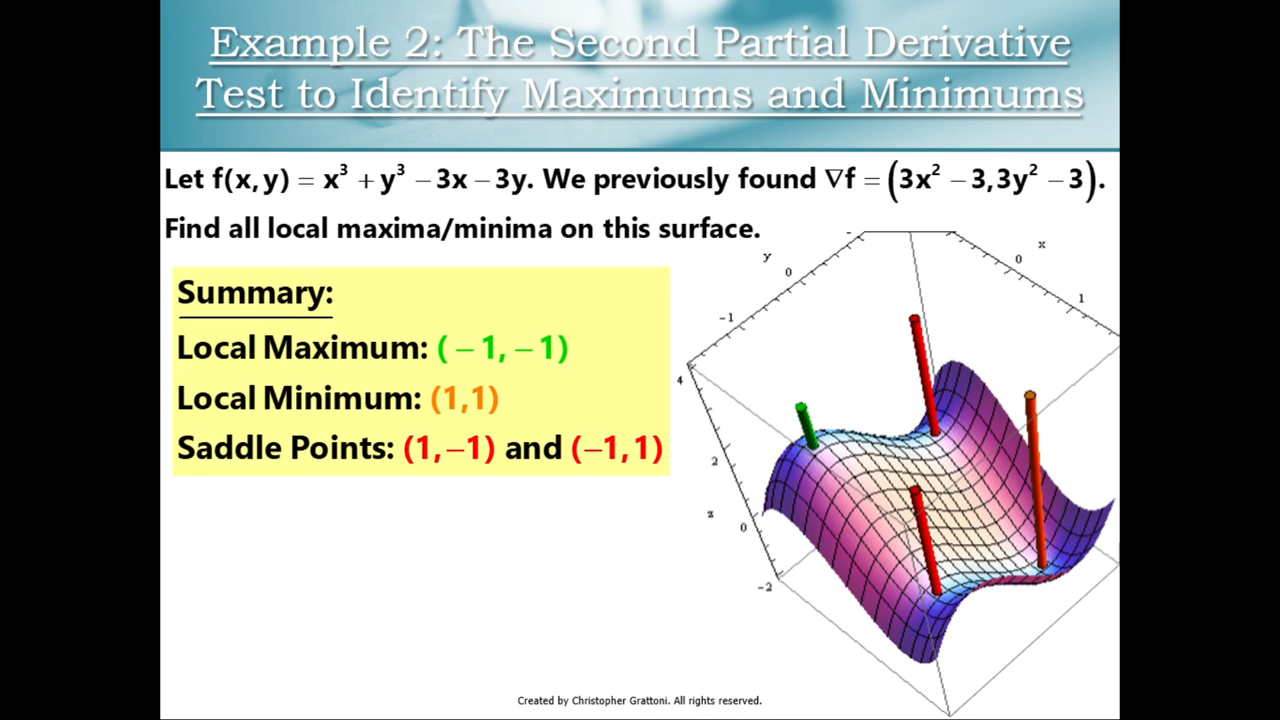 Example 2: The Second Partial Derivative
Test to Identify Maximums and Minimums
Let f(x,y) = x³ + y³ − 3x − 3y. We previously found ∇f = (3x² − 3, 3y² − 3).
Find all local maxima/minima on this surface.
Summary:
Local Maximum: (−1, −1)
Local Minimum: (1,1)
Saddle Points: (1, −1) and (−1, 1)
y
0
−1
x
0
1
4
2
z
0
−2
Created by Christopher Grattoni. All rights reserved.